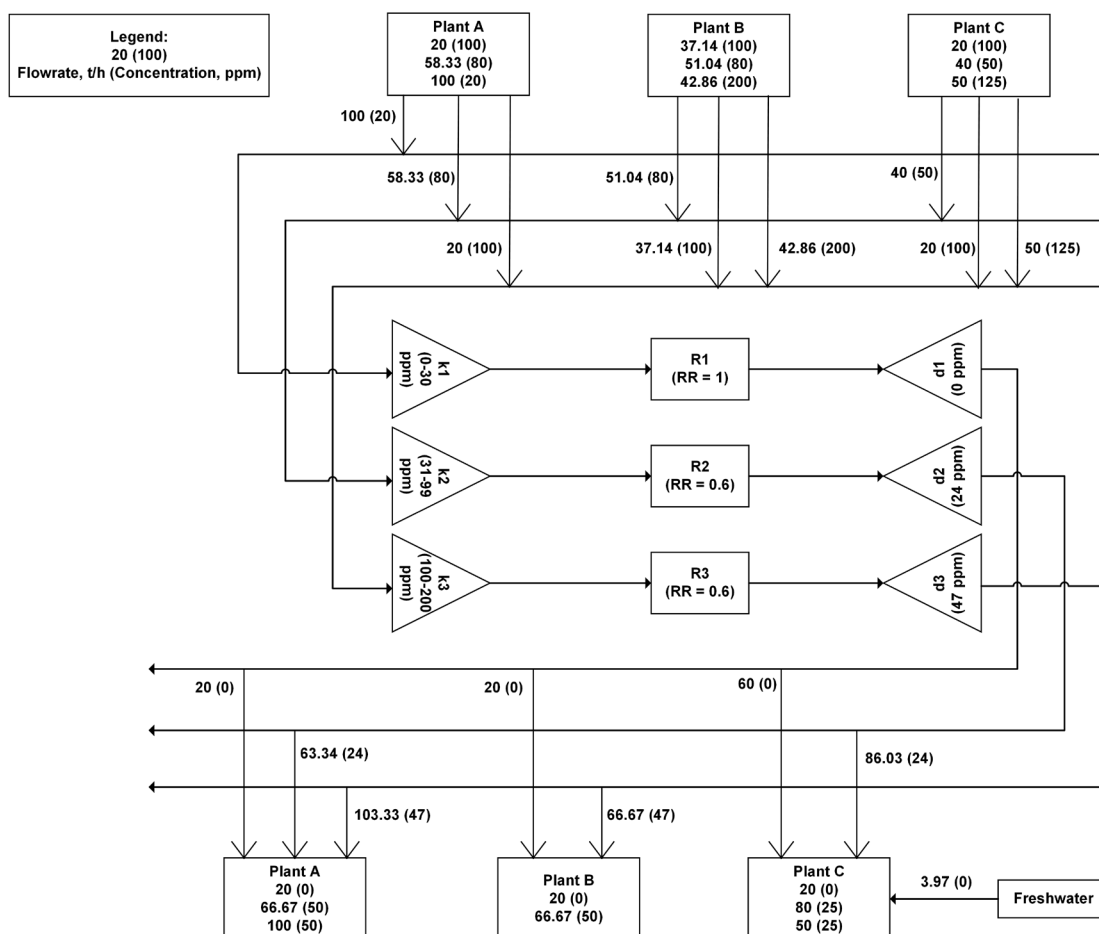 Legend:
20 (100)
Flowrate, t/h (Concentration, ppm)
Plant A
20 (100)
58.33 (80)
100 (20)
Plant B
37.14 (100)
51.04 (80)
42.86 (200)
Plant C
20 (100)
40 (50)
50 (125)
100 (20)
58.33 (80)
51.04 (80)
40 (50)
20 (100)
37.14 (100)
42.86 (200)
20 (100)
50 (125)
k1
(0-30
ppm)
R1
(RR = 1)
d1
(0 ppm)
k2
(31-99
ppm)
R2
(RR = 0.6)
d2
(24 ppm)
k3
(100-200
ppm)
R3
(RR = 0.6)
d3
(47 ppm)
20 (0)
20 (0)
60 (0)
63.34 (24)
86.03 (24)
103.33 (47)
66.67 (47)
Plant A
20 (0)
66.67 (50)
100 (50)
Plant B
20 (0)
66.67 (50)
Plant C
20 (0)
80 (25)
50 (25)
3.97 (0)
Freshwater